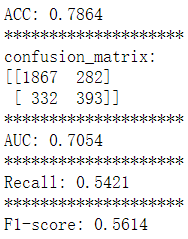 ACC: 0.7864
*********************
confusion_matrix:
[[1867  282]
 [ 332  393]]
*********************
AUC: 0.7054
*********************
Recall: 0.5421
*********************
F1-score: 0.5614